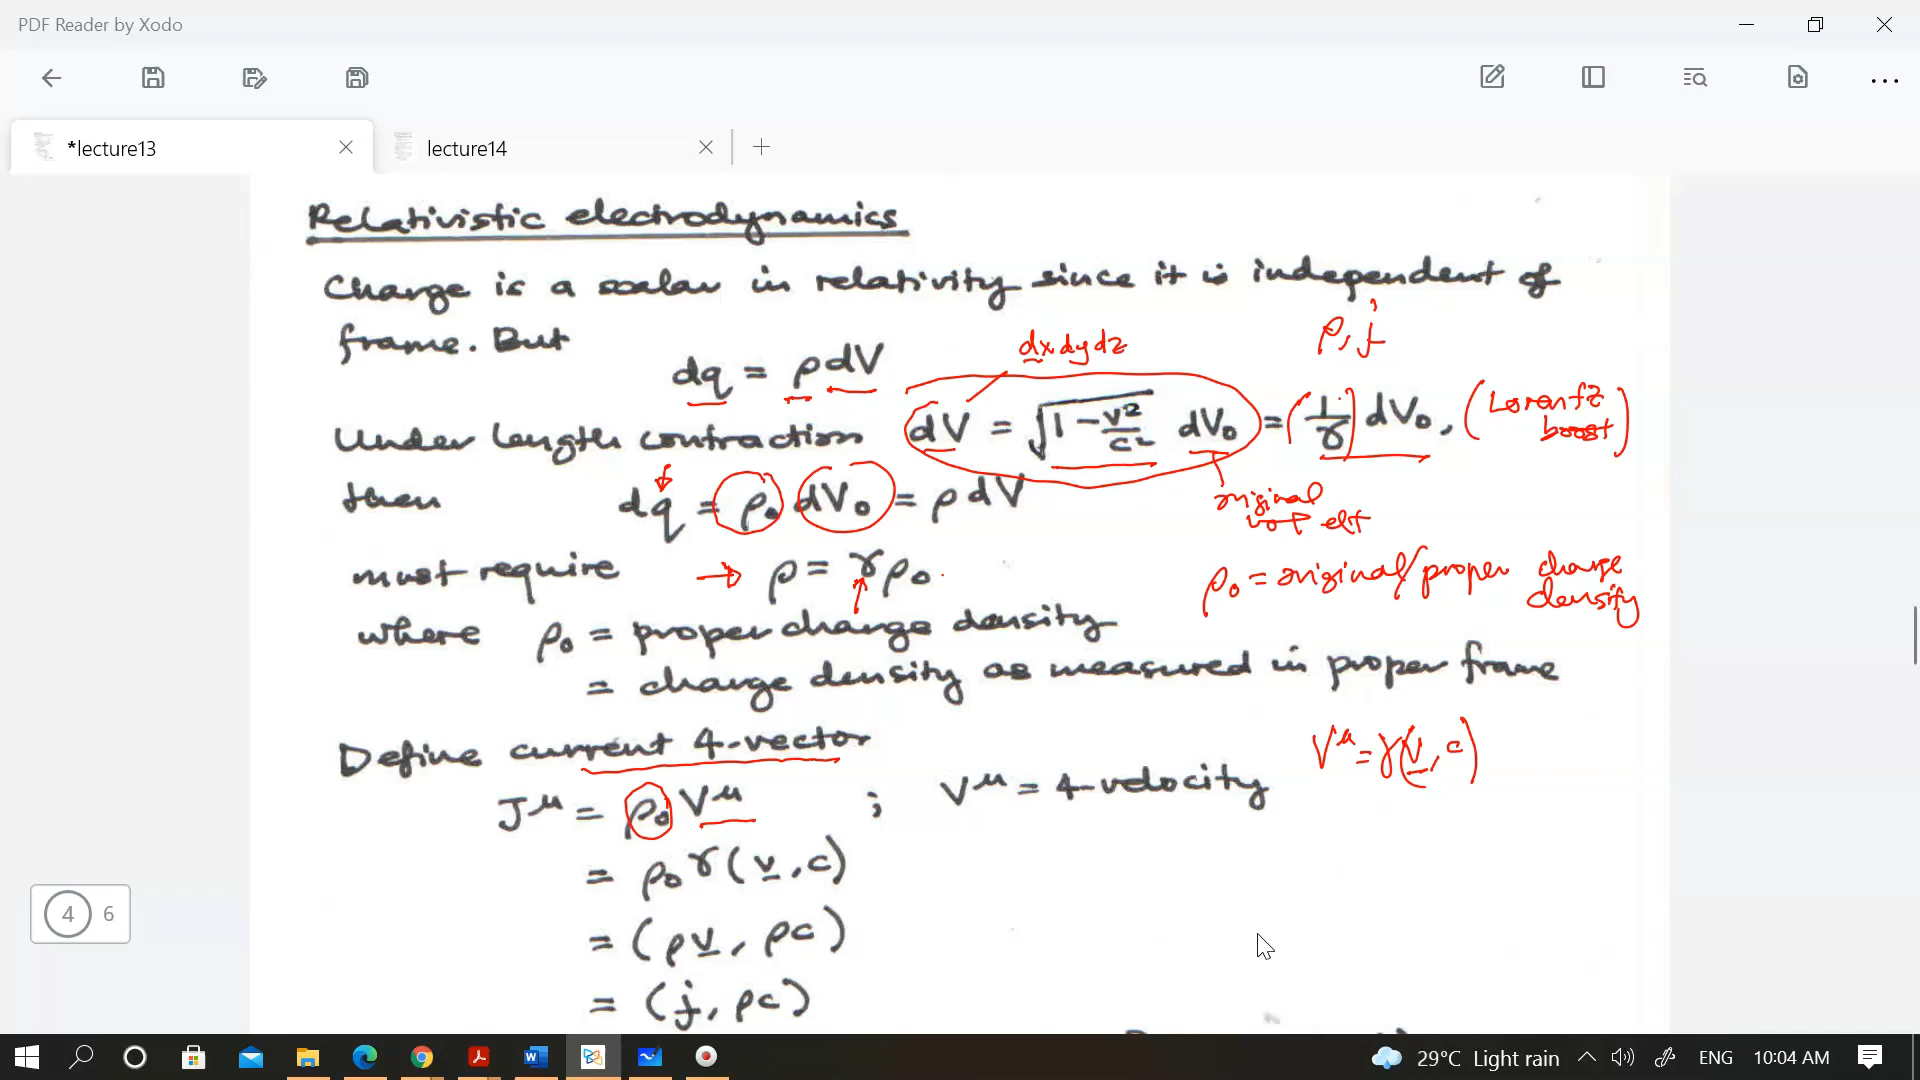 PDF Reader by Xodo
*lecture13
lecture14
Relativistic electrodynamics
Charge is a scalar in relativity since it is independent of
frame. But
ρ, j
dxdydz
dq = ρdV
Under length contraction dV = √(1-v²/c²) dV₀ = (1/γ) dV₀, (Lorentz boost)
then dq = ρ₀ dV₀ = ρ dV
original
vol elt
must require → ρ = γρ₀.
ρ₀ = original/proper charge density
where ρ₀ = proper charge density
= charge density as measured in proper frame
Define current 4-vector
V^μ = γ(v, c)
J^μ = ρ₀ V^μ ; V^μ = 4-velocity
= ρ₀ γ(v, c)
= (ρv, ρc)
= (j, ρc)
4 6
29°C Light rain ENG 10:04 AM